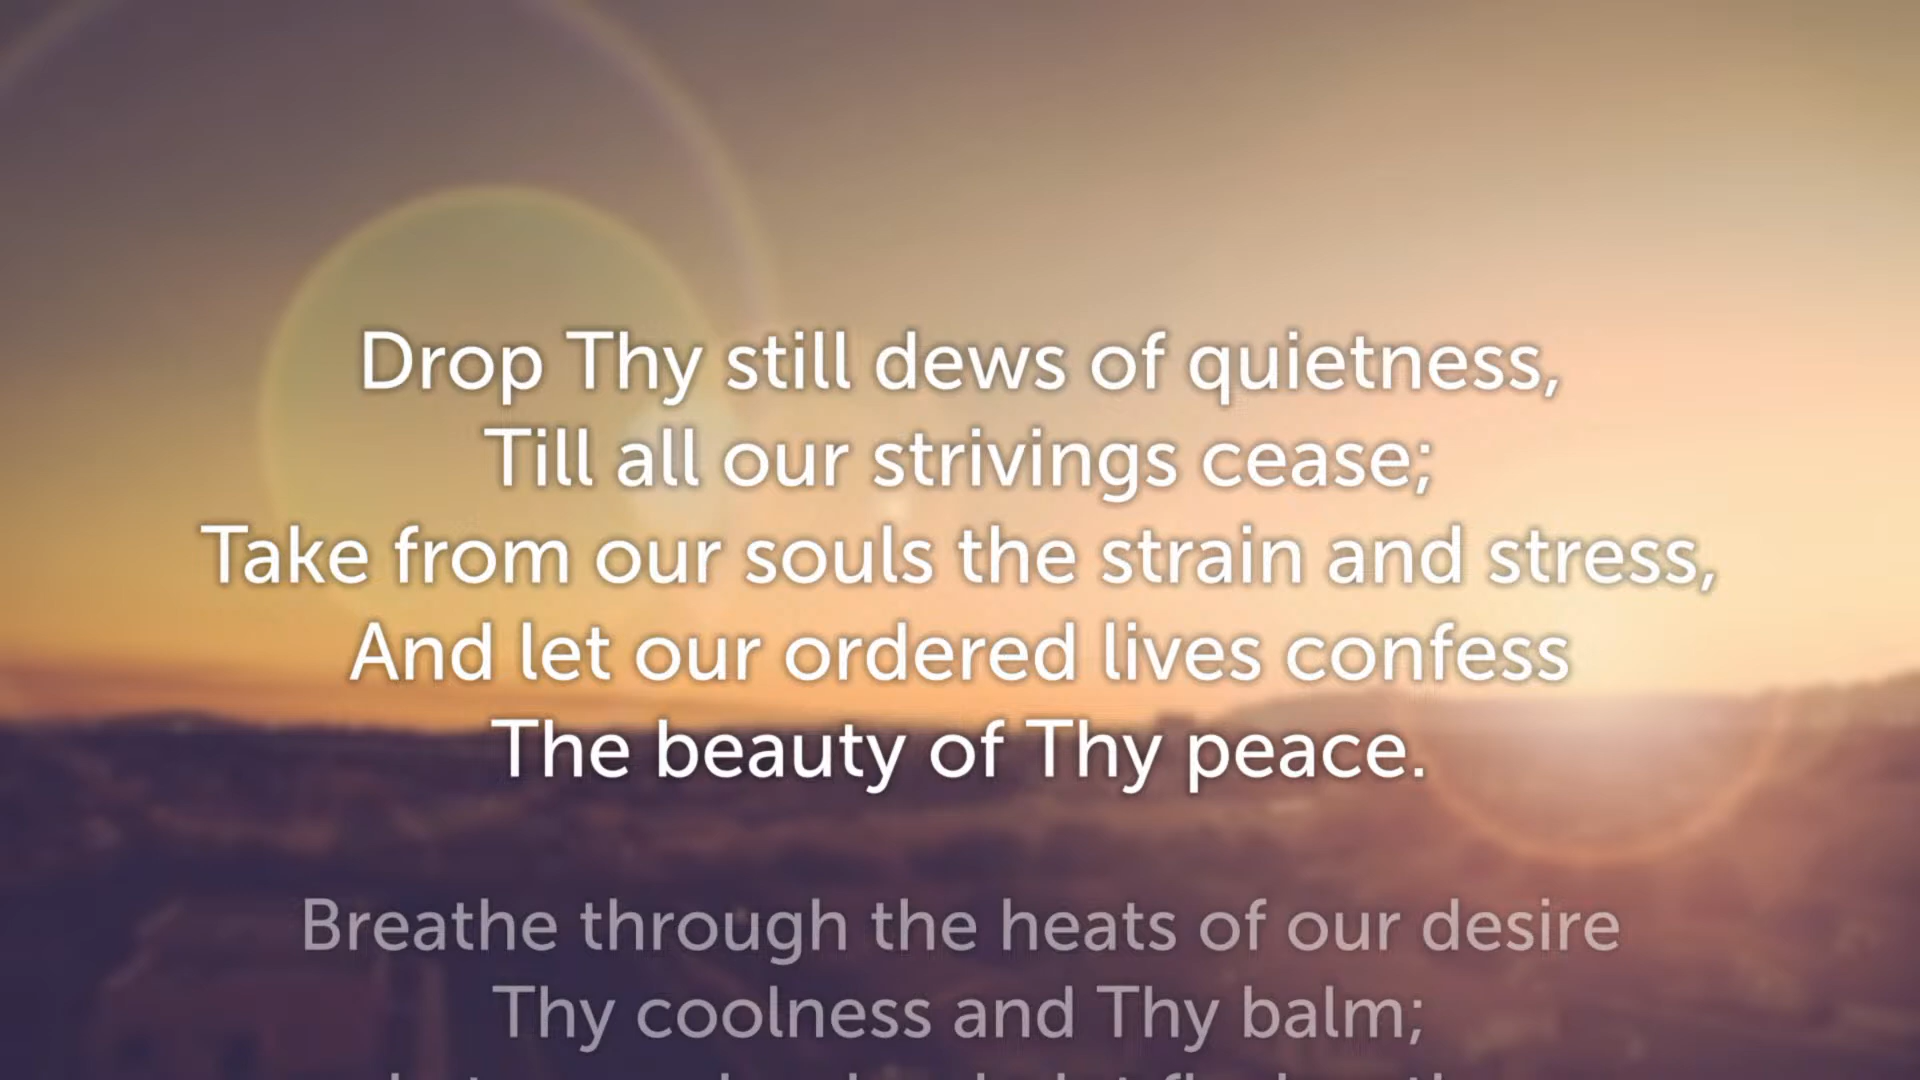 Drop Thy still dews of quietness,
Till all our strivings cease;
Take from our souls the strain and stress,
And let our ordered lives confess
The beauty of Thy peace.
Breathe through the heats of our desire
Thy coolness and Thy balm;